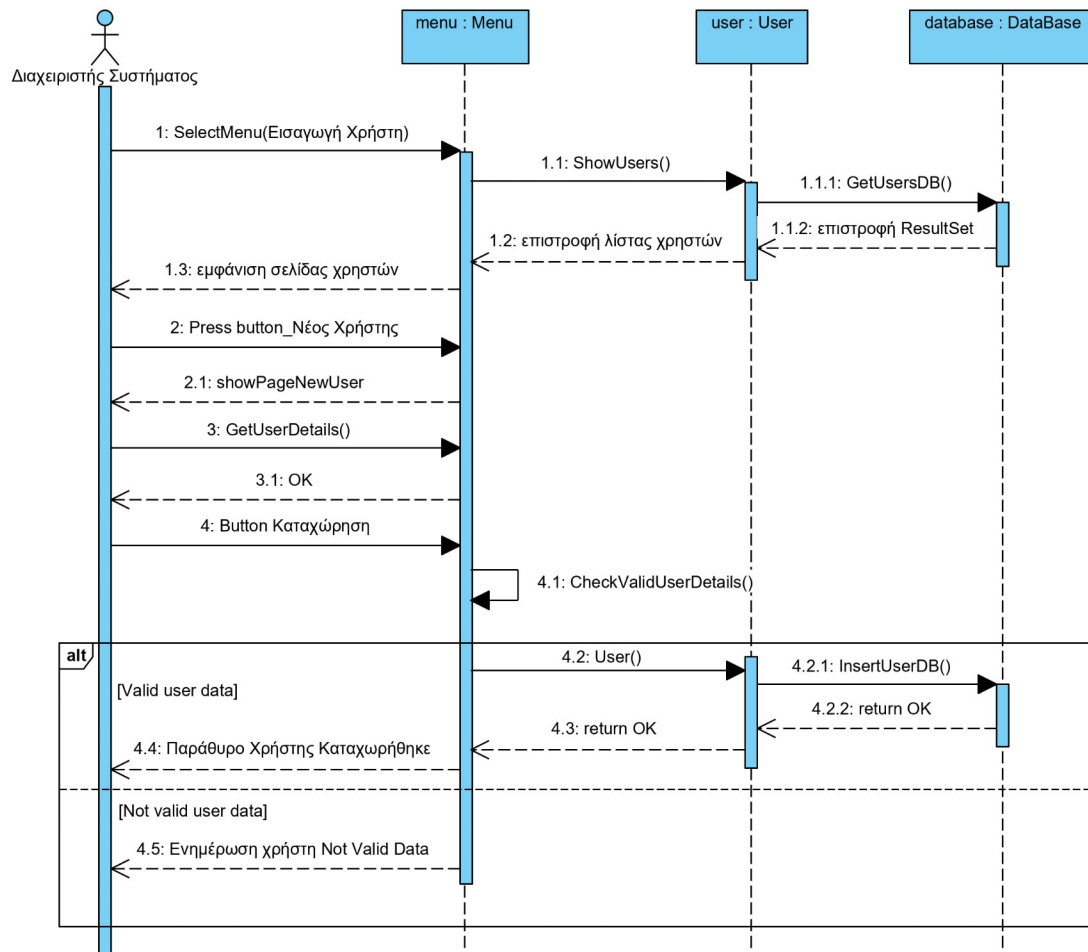 menu : Menu
user : User
database : DataBase
Διαχειριστής Συστήματος
1: SelectMenu(Εισαγωγή Χρήστη)
1.1: ShowUsers()
1.1.1: GetUsersDB()
1.1.2: επιστροφή ResultSet
1.2: επιστροφή λίστας χρηστών
1.3: εμφάνιση σελίδας χρηστών
2: Press button_Νέος Χρήστης
2.1: showPageNewUser
3: GetUserDetails()
3.1: OK
4: Button Καταχώρηση
4.1: CheckValidUserDetails()
alt
4.2: User()
4.2.1: InsertUserDB()
[Valid user data]
4.2.2: return OK
4.3: return OK
4.4: Παράθυρο Χρήστης Καταχωρήθηκε
[Not valid user data]
4.5: Ενημέρωση χρήστη Not Valid Data